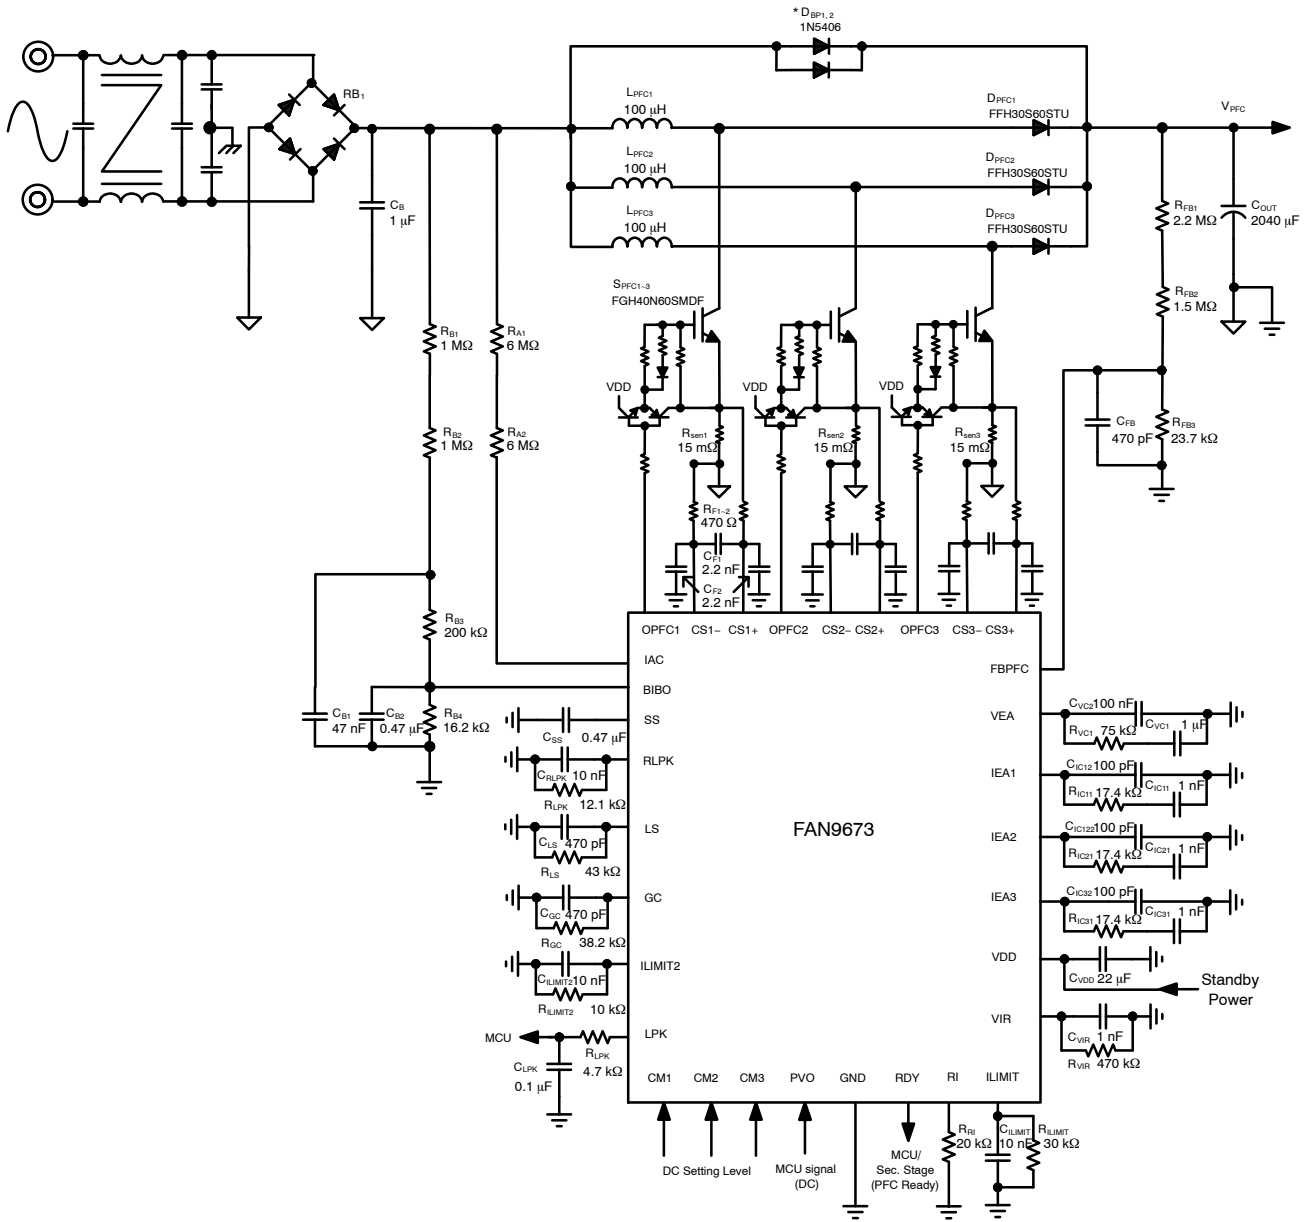 * DBP1, 2
1N5406
RB1
LPFC1
100 μH
DPFC1
FFH30S60STU
VPFC
LPFC2
100 μH
DPFC2
FFH30S60STU
LPFC3
100 μH
DPFC3
FFH30S60STU
CB
1 μF
RFB1
2.2 MΩ
COUT
2040 μF
SPFC1~3
FGH40N60SMDF
RFB2
1.5 MΩ
RB1
1 MΩ
RA1
6 MΩ
VDD
VDD
VDD
RB2
1 MΩ
RA2
6 MΩ
Rsen1
15 mΩ
Rsen2
15 mΩ
Rsen3
15 mΩ
CFB
470 pF
RFB3
23.7 kΩ
RF1~2
470 Ω
CF1
2.2 nF
CF2
2.2 nF
RB3
200 kΩ
OPFC1 CS1− CS1+ OPFC2 CS2− CS2+ OPFC3 CS3− CS3+
IAC
FBPFC
BIBO
CB1
47 nF
CB2
0.47 μF
RB4
16.2 kΩ
SS
CSS 0.47 μF
VEA
CVC2 100 nF
CVC1 1 μF
RVC1 75 kΩ
RLPK
CRLPK 10 nF
RLPK 12.1 kΩ
IEA1
CIC12 100 pF
CIC11 1 nF
RIC11 17.4 kΩ
LS
CLS 470 pF
RLS 43 kΩ
FAN9673
IEA2
CIC122 100 pF
CIC21 1 nF
RIC21 17.4 kΩ
GC
CGC 470 pF
RGC 38.2 kΩ
IEA3
CIC32 100 pF
CIC31 1 nF
RIC31 17.4 kΩ
ILIMIT2
CILIMIT2 10 nF
RILIMIT2 10 kΩ
VDD
CVDD 22 μF
Standby
Power
VIR
CVIR 1 nF
RVIR 470 kΩ
MCU
LPK
RLPK
4.7 kΩ
CLPK
0.1 μF
CM1 CM2 CM3 PVO GND RDY RI ILIMIT
DC Setting Level
MCU signal
(DC)
MCU/
Sec. Stage
(PFC Ready)
RRI
20 kΩ
CILIMIT
10 nF
RILIMIT
30 kΩ